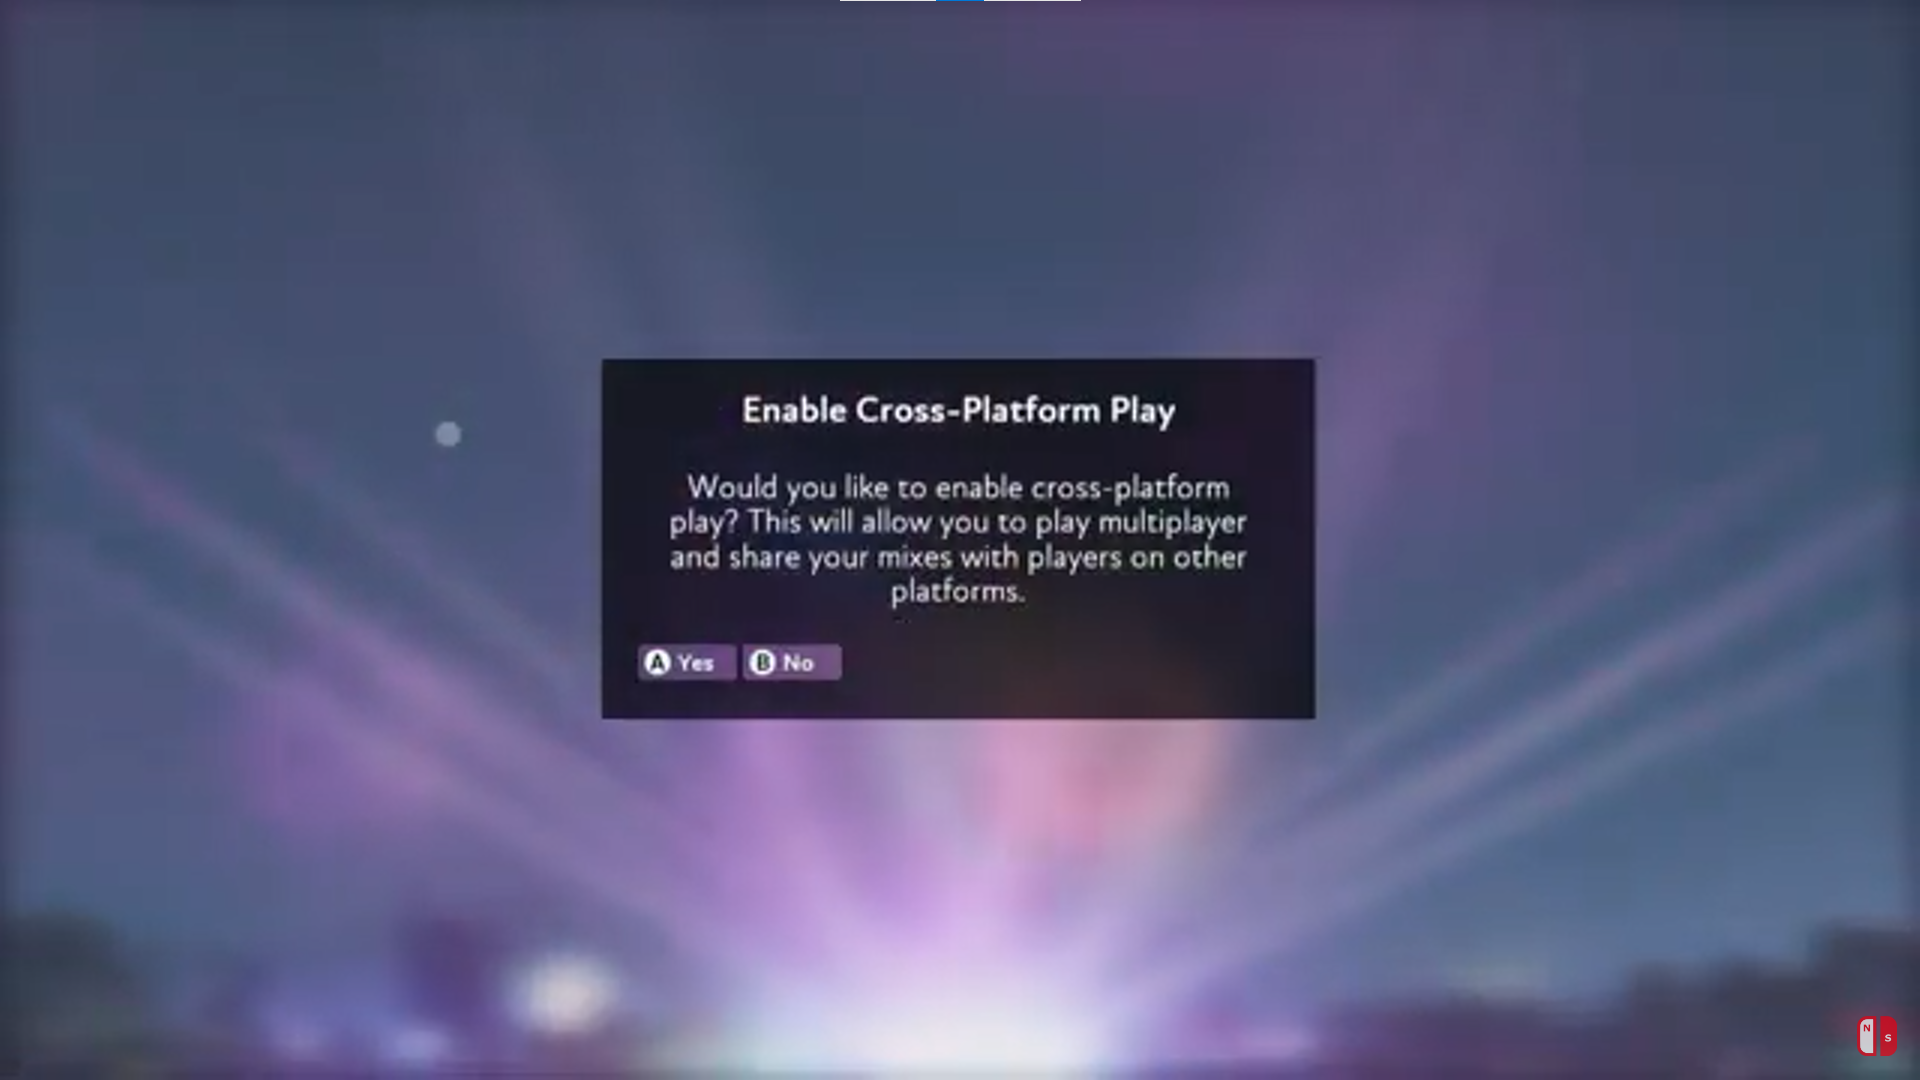 Enable Cross-Platform Play
Would you like to enable cross-platform
play? This will allow you to play multiplayer
and share your mixes with players on other
platforms.
A Yes B No
N S